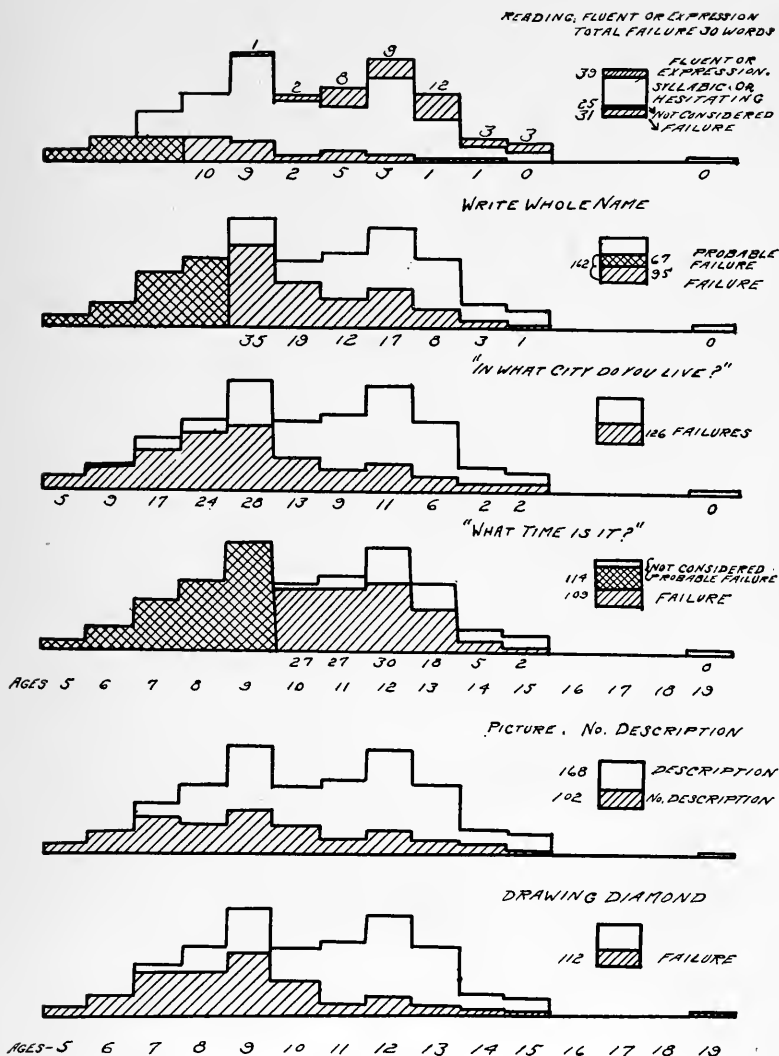 READING, FLUENT OR EXPRESSION
TOTAL FAILURE 30 WORDS
1
2
8
9
12
3
3
39
FLUENT OR
EXPRESSION.
SYLLABIC OR
HESITATING
25
NOT CONSIDERED
31
FAILURE
10 9 2 5 3 1 1 0 0
WRITE WHOLE NAME
162
67 PROBABLE
FAILURE
95 FAILURE
35 19 12 17 8 3 1 0
"IN WHAT CITY DO YOU LIVE?"
126 FAILURES
5 9 17 24 28 13 9 11 6 2 2 0
"WHAT TIME IS IT?"
NOT CONSIDERED
114 PROBABLE FAILURE
109 FAILURE
27 27 30 18 5 2 0
AGES 5 6 7 8 9 10 11 12 13 14 15 16 17 18 19
PICTURE. NO. DESCRIPTION
168 DESCRIPTION
102 NO. DESCRIPTION
DRAWING DIAMOND
112 FAILURE
AGES-5 6 7 8 9 10 11 12 13 14 15 16 17 18 19